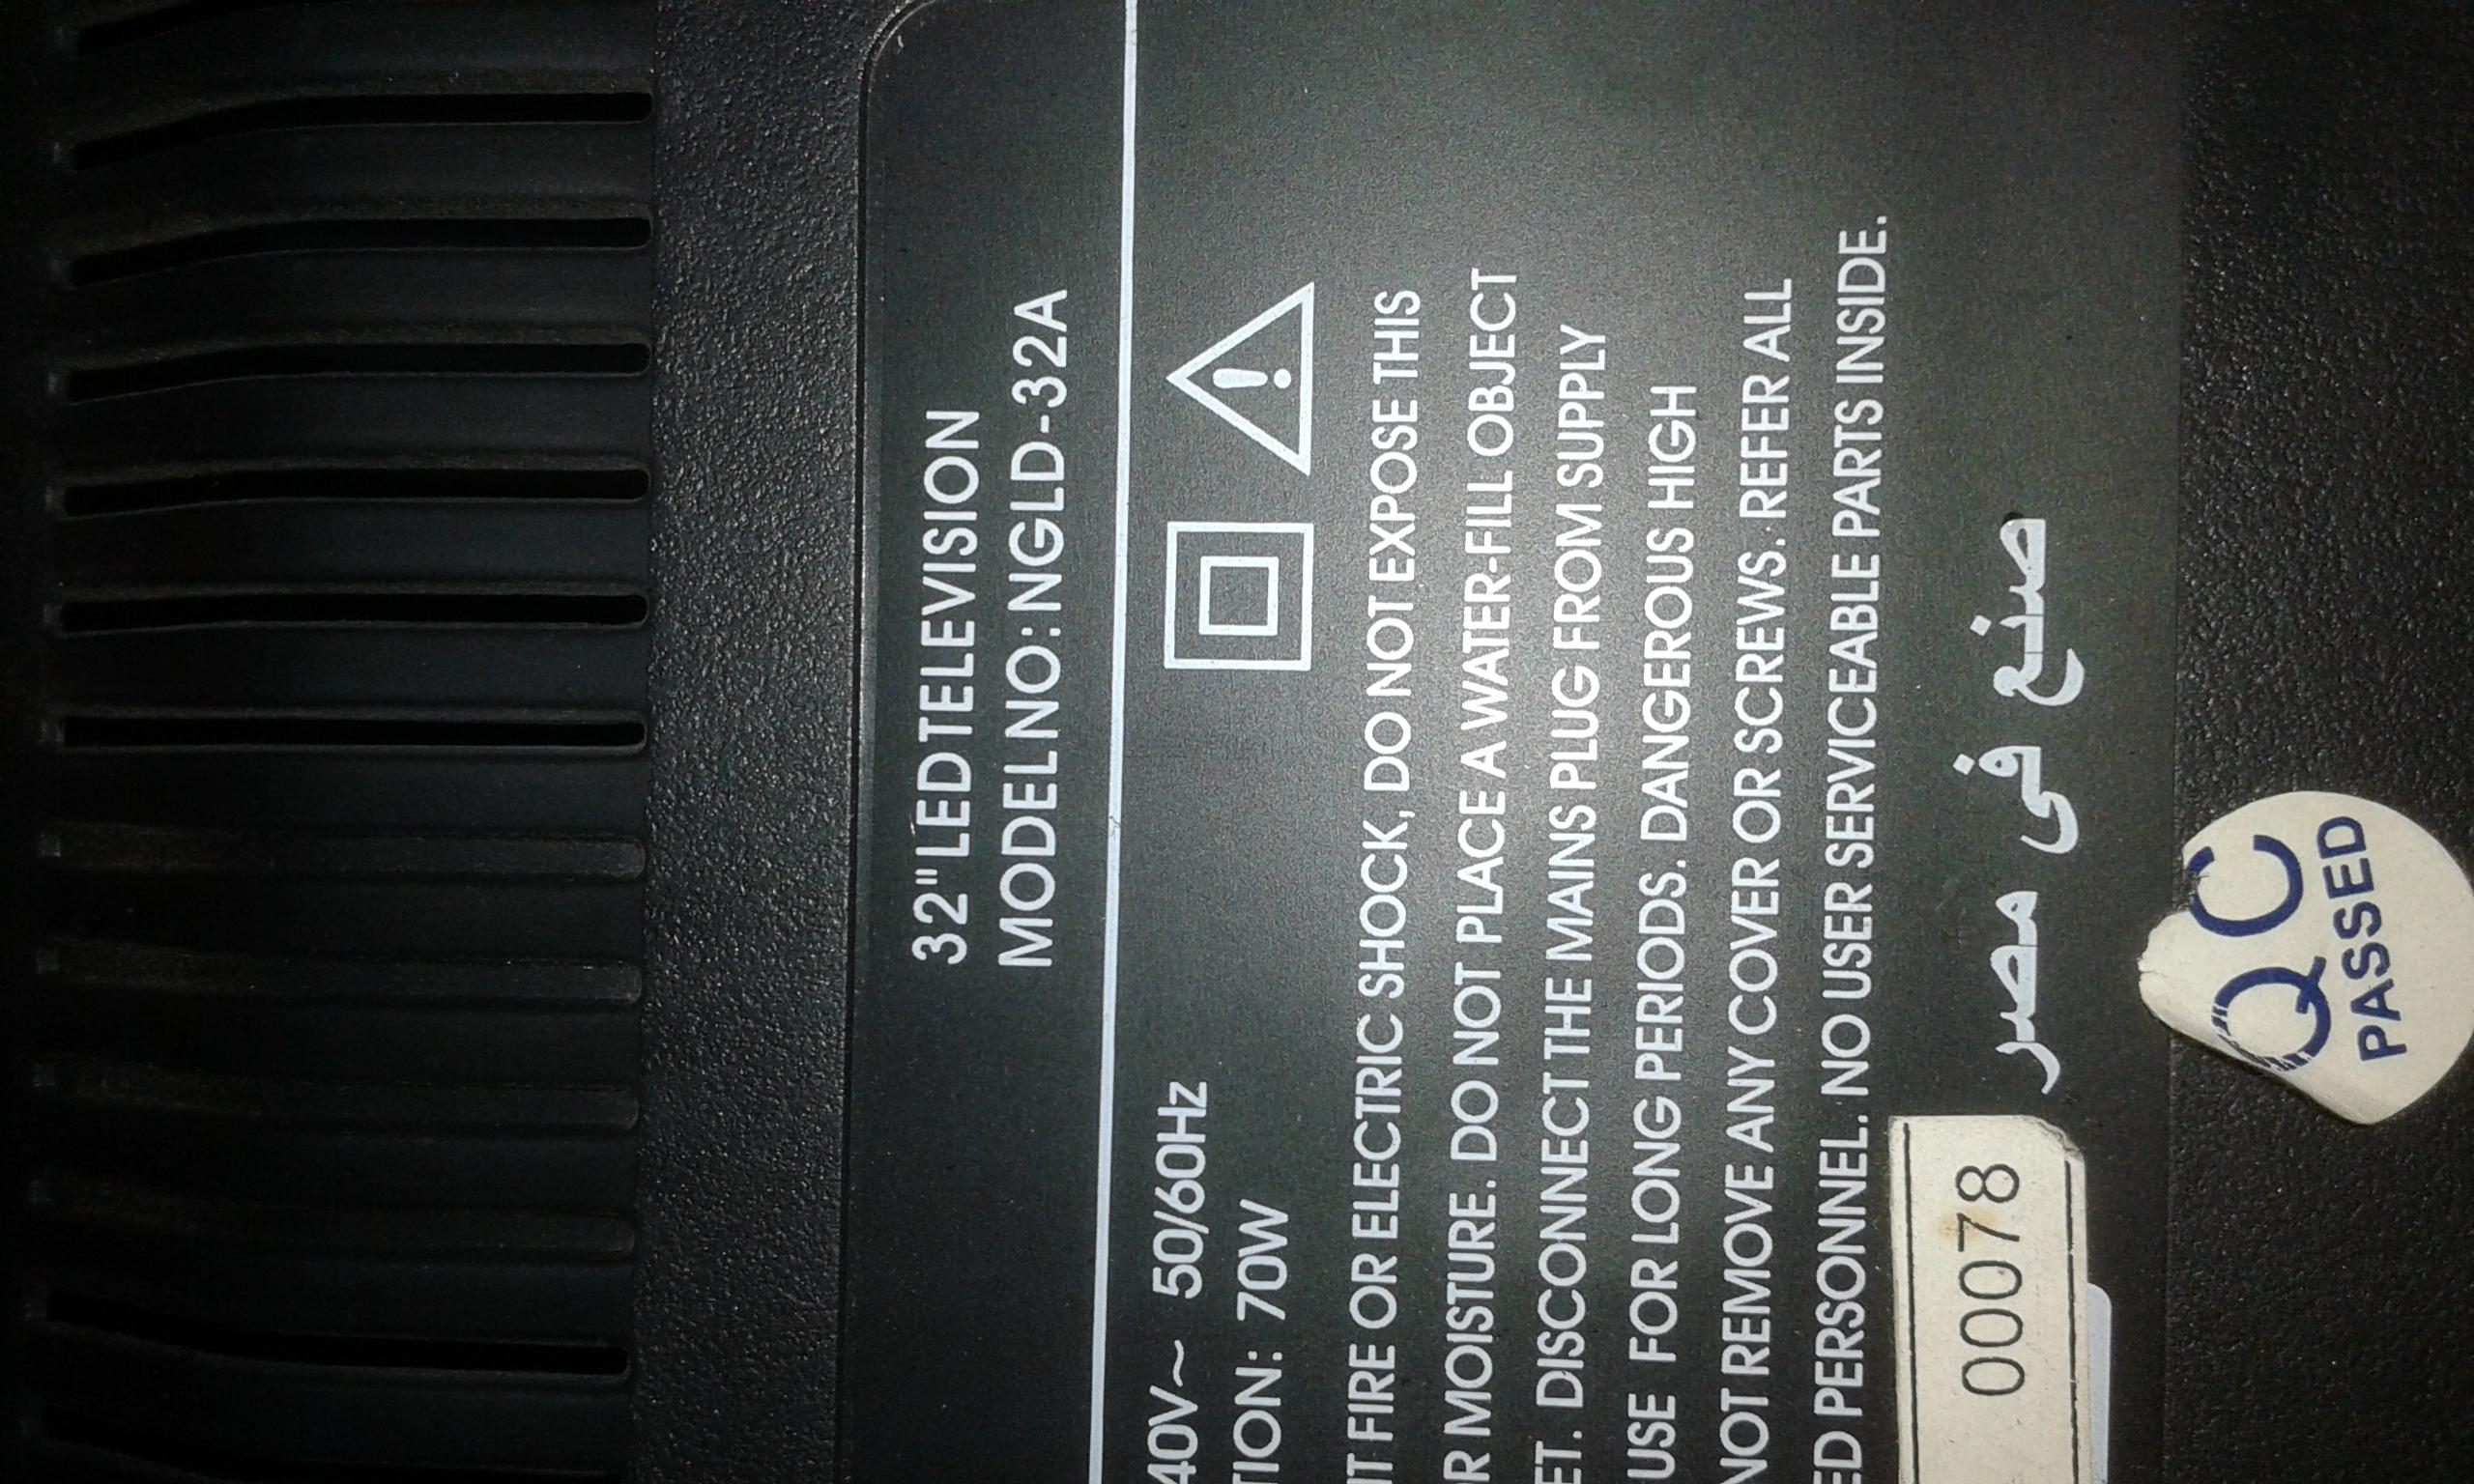 32"LEDTELEVISION
MODELNO:NGLD-32A
40V~ 50/60Hz
TION: 70W
FIRE OR ELECTRIC SHOCK, DO NOT EXPOSE THIS
R MOISTURE. DO NOT PLACE A WATER-FILL OBJECT
ET. DISCONNECT THE MAINS PLUG FROM SUPPLY
USE FOR LONG PERIODS. DANGEROUS HIGH
NOT REMOVE ANY COVER OR SCREWS. REFER ALL
ED PERSONNEL. NO USER SERVICEABLE PARTS INSIDE.
صنع فى مصر
00078
QC
PASSED